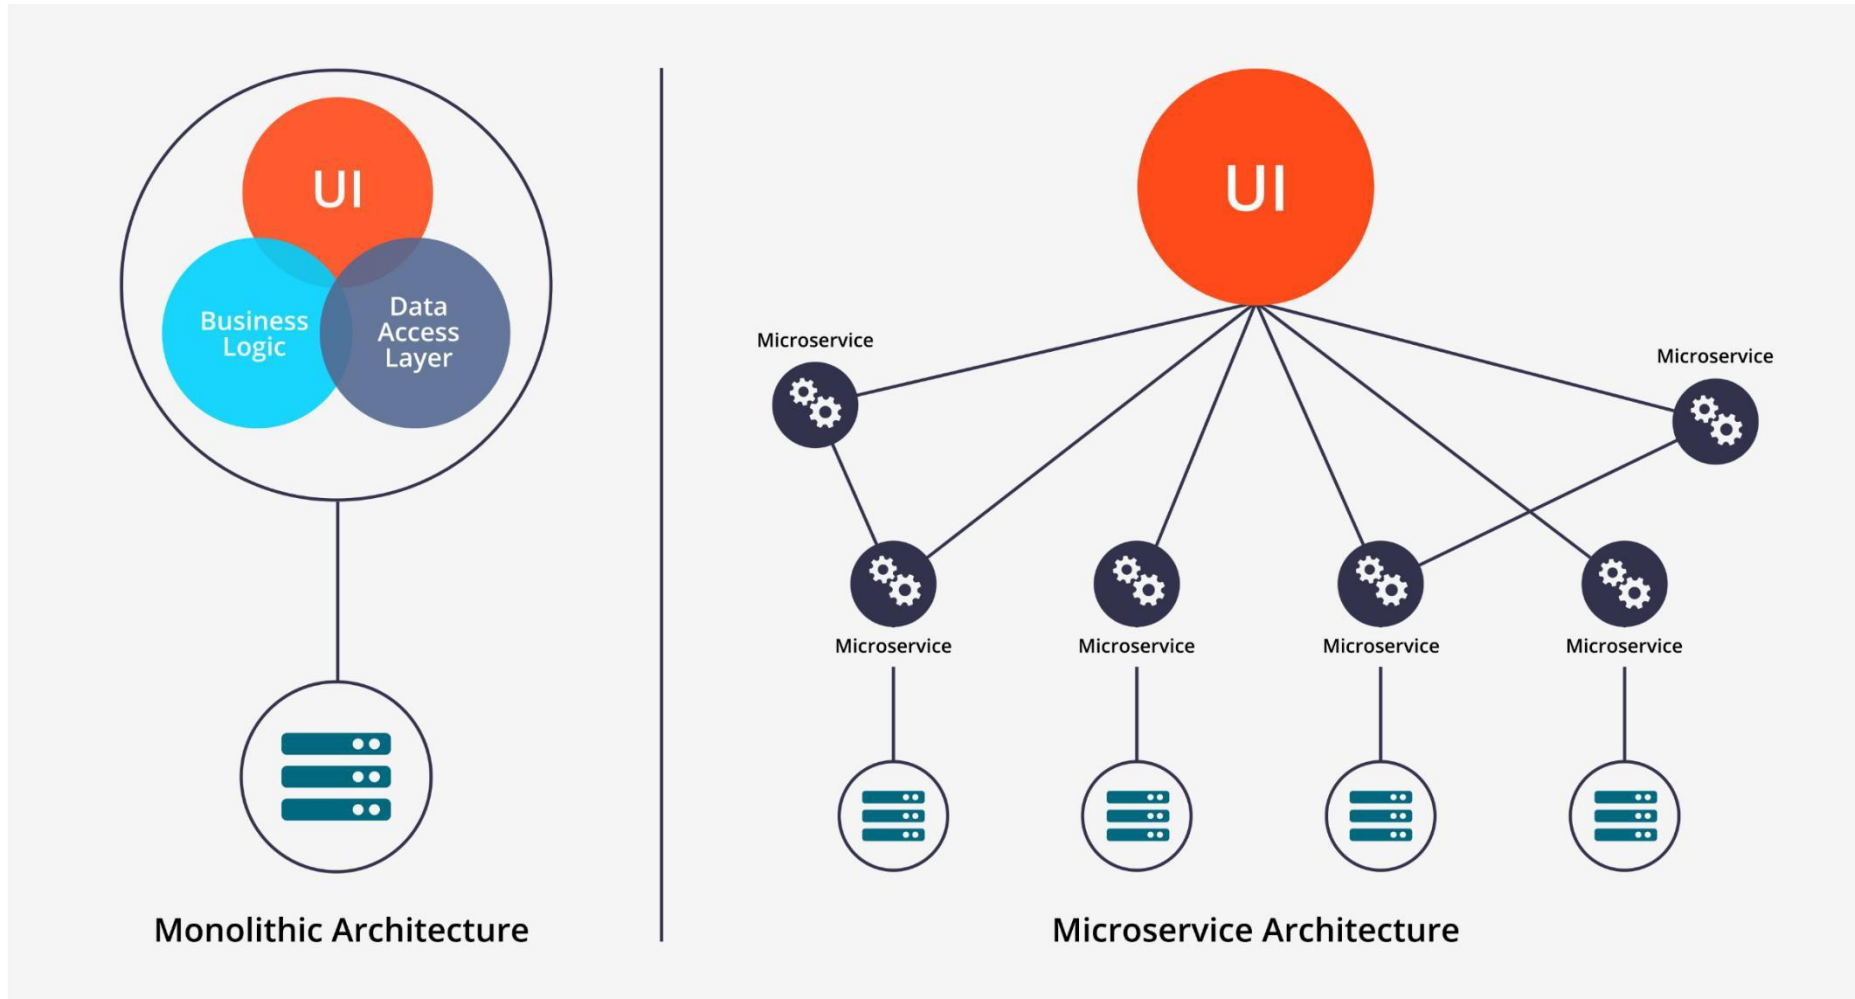 UI
Business
Logic
Data
Access
Layer
Monolithic Architecture
UI
Microservice
Microservice
Microservice
Microservice
Microservice
Microservice
Microservice Architecture